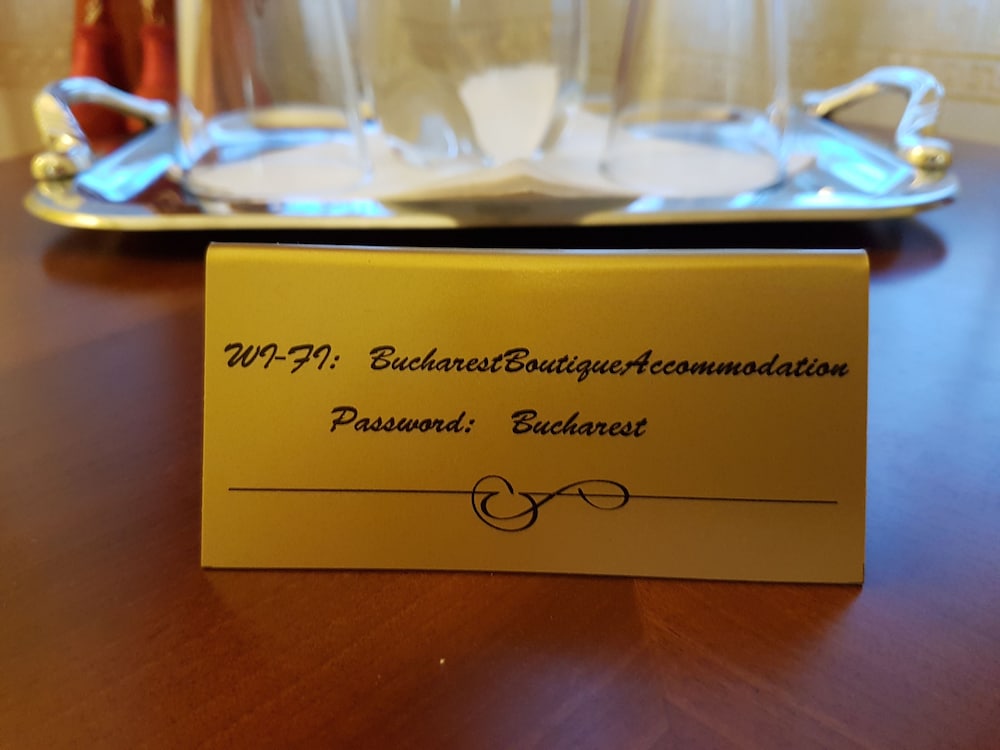 WI-FI: BucharestBoutiqueAccommodation
Password: Bucharest